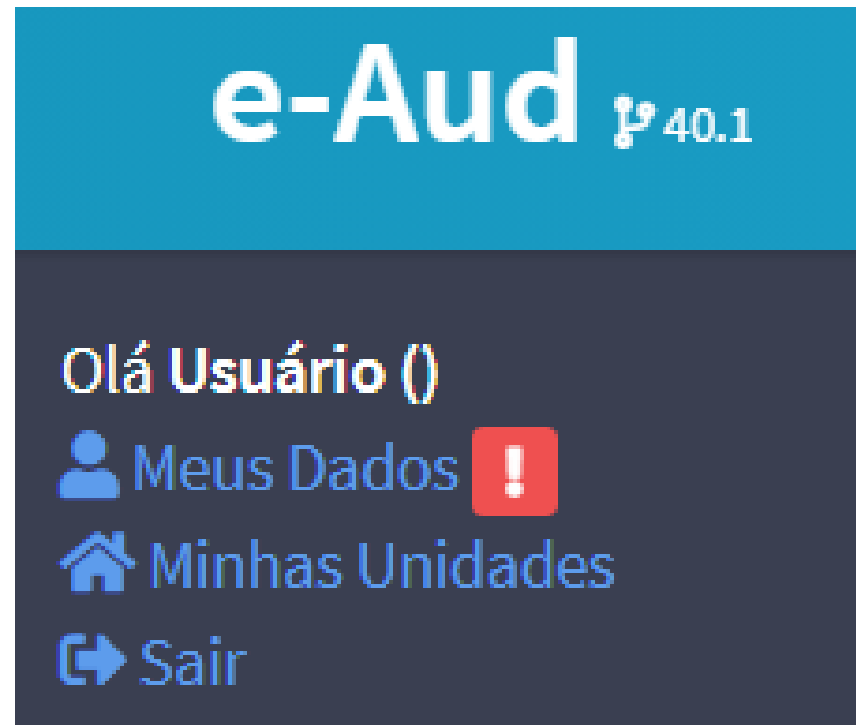 e-Aud 40.1
Olá Usuário ()
Meus Dados !
Minhas Unidades
Sair